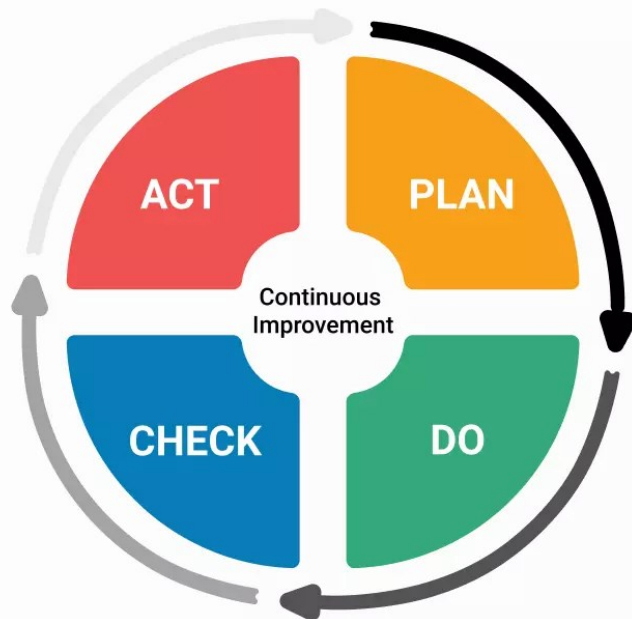 ACT
PLAN
Continuous
Improvement
CHECK
DO